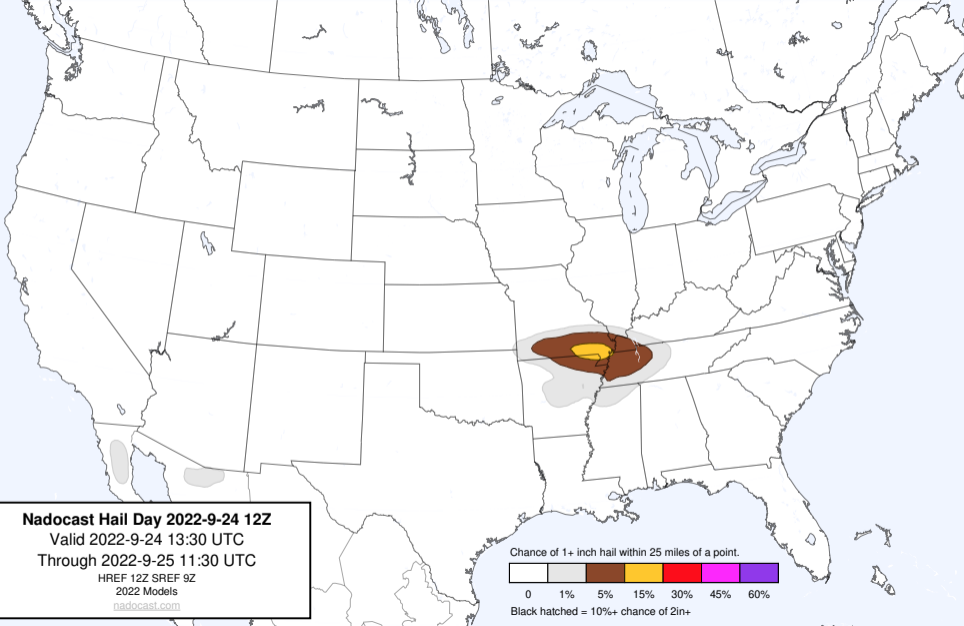 Nadocast Hail Day 2022-9-24 12Z
Valid 2022-9-24 13:30 UTC
Through 2022-9-25 11:30 UTC
HREF 12Z SREF 9Z
2022 Models
nadocast.com
Chance of 1+ inch hail within 25 miles of a point.
0 1% 5% 15% 30% 45% 60%
Black hatched = 10%+ chance of 2in+